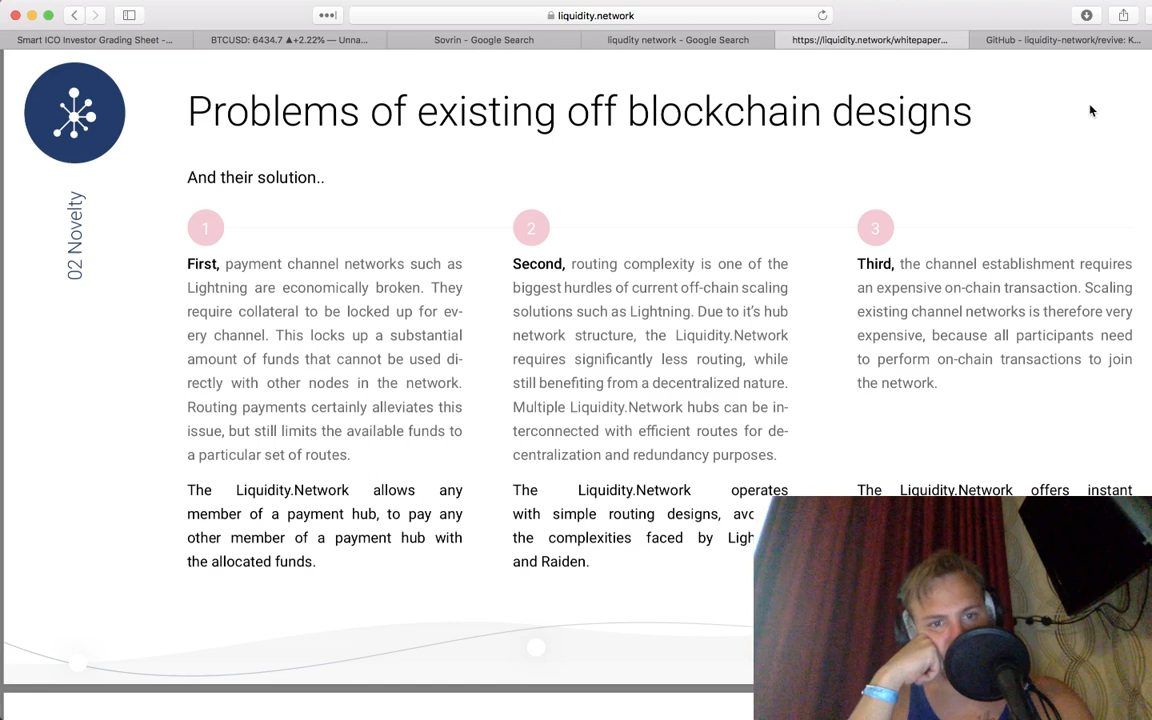 liquidity.network
Smart ICO Investor Grading Sheet -...
BTCUSD: 6434.7 ▲+2.22% — Unna...
Sovrin - Google Search
liqudity network - Google Search
https://liquidity.network/whitepaper...
GitHub - liquidity-network/revive: K...
Problems of existing off blockchain designs
02 Novelty
And their solution..
1
First, payment channel networks such as
Lightning are economically broken. They
require collateral to be locked up for ev-
ery channel. This locks up a substantial
amount of funds that cannot be used di-
rectly with other nodes in the network.
Routing payments certainly alleviates this
issue, but still limits the available funds to
a particular set of routes.
The Liquidity.Network allows any
member of a payment hub, to pay any
other member of a payment hub with
the allocated funds.
2
Second, routing complexity is one of the
biggest hurdles of current off-chain scaling
solutions such as Lightning. Due to it's hub
network structure, the Liquidity.Network
requires significantly less routing, while
still benefiting from a decentralized nature.
Multiple Liquidity.Network hubs can be in-
terconnected with efficient routes for de-
centralization and redundancy purposes.
The Liquidity.Network operates
with simple routing designs,
the complexities faced by
and Raiden.
3
Third, the channel establishment requires
an expensive on-chain transaction. Scaling
existing channel networks is therefore very
expensive, because all participants need
to perform on-chain transactions to join
the network.
The Liquidity.Network offers instant